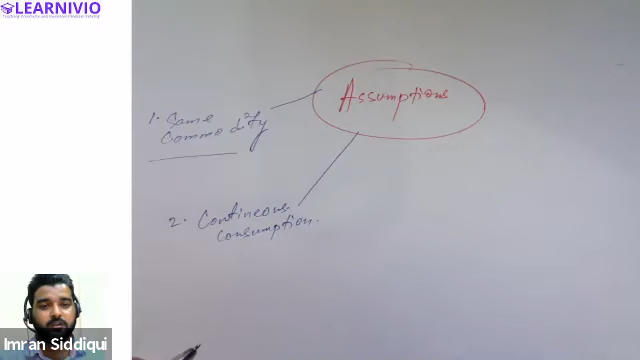 LEARNIVIO
Assumptions
1. Same
Commodity
2. Contineous
consumption.
Imran Siddiqui